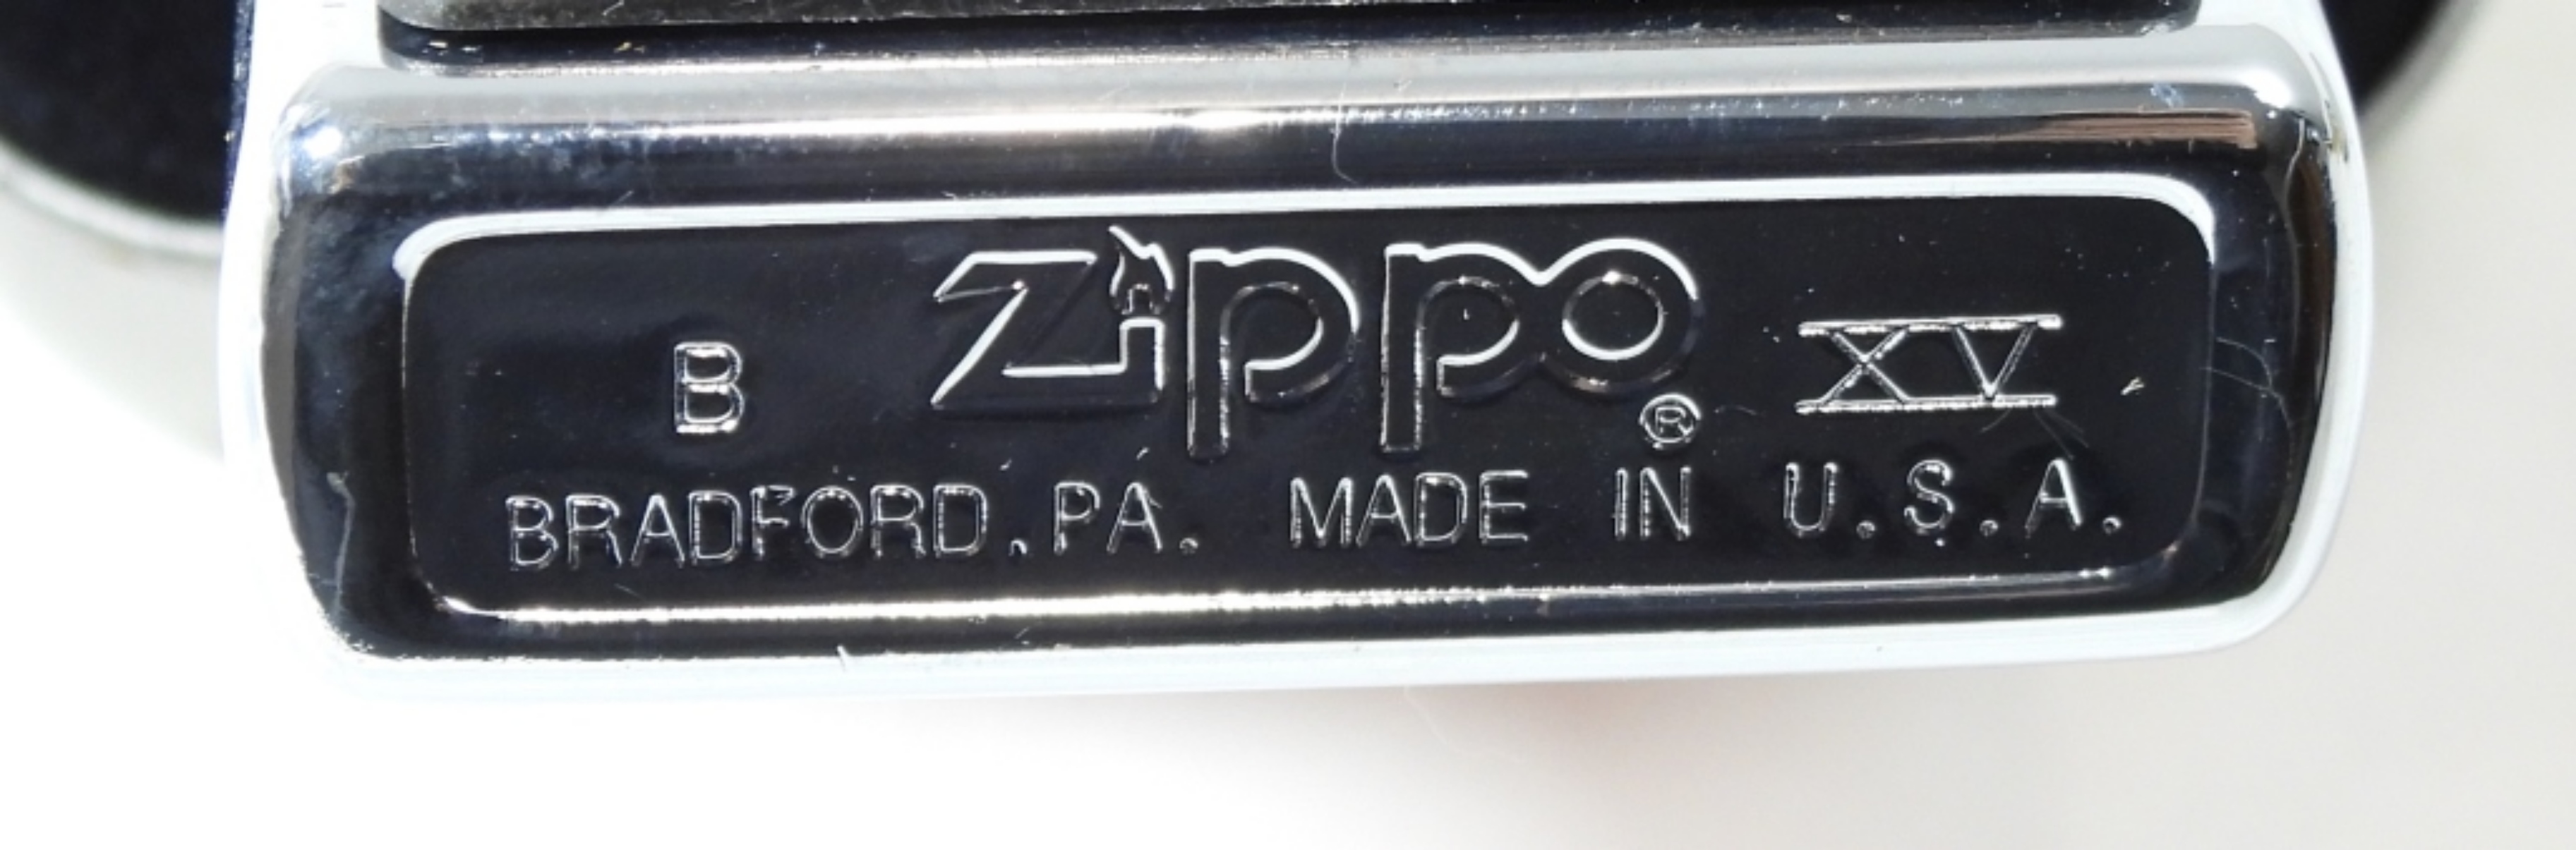 B Zippo ® XV
BRADFORD.PA. MADE IN U.S.A.